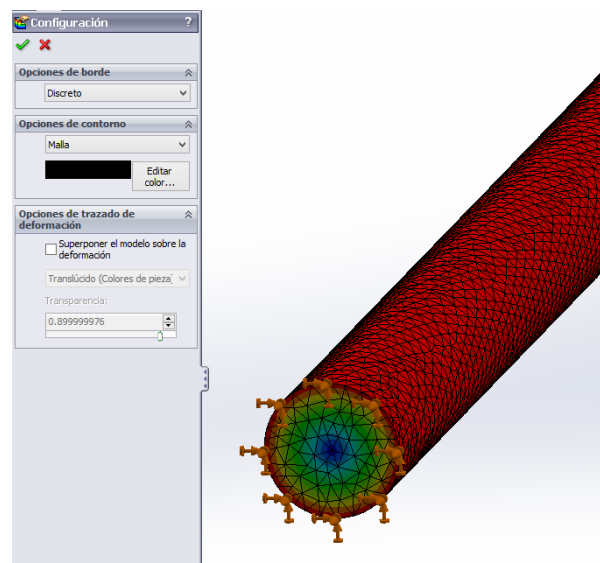 Configuración ?
Opciones de borde
Discreto
Opciones de contorno
Malla
Editar
color...
Opciones de trazado de
deformación
Superponer el modelo sobre la
deformación
Translúcido (Colores de pieza)
Transparencia:
0.899999976